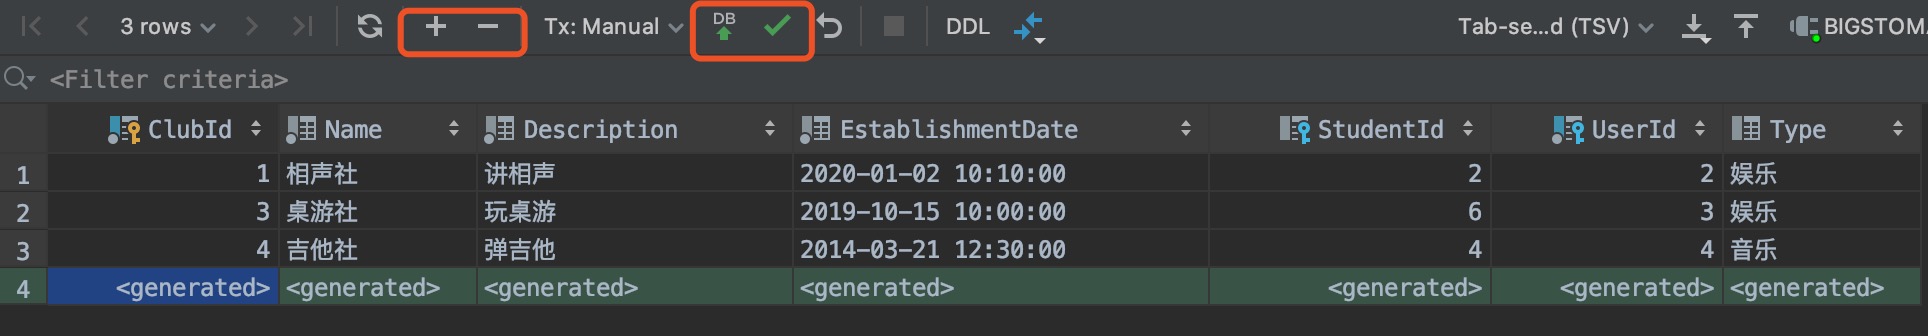 3 rows + − Tx: Manual DB DDL Tab-se...d (TSV) BIGSTOM
<Filter criteria>
ClubId Name Description EstablishmentDate StudentId UserId Type
1 1 相声社 讲相声 2020-01-02 10:10:00 2 2 娱乐
2 3 桌游社 玩桌游 2019-10-15 10:00:00 6 3 娱乐
3 4 吉他社 弹吉他 2014-03-21 12:30:00 4 4 音乐
4 <generated> <generated> <generated> <generated> <generated> <generated> <generated>